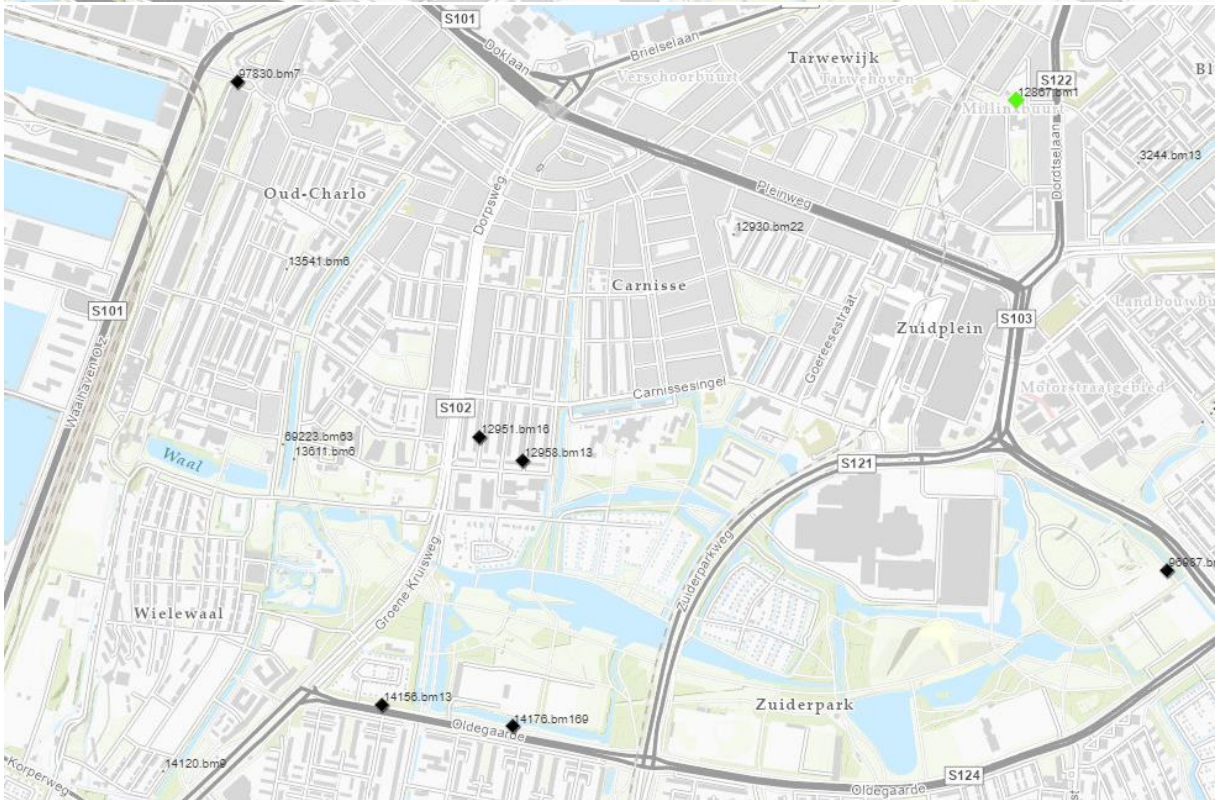 S101
Doklaan
Brielselaan
Tarwewijk
Verschoorbuurt
Tarwehoven
S122
97830.bm7
12867.bm1
Millinxbuurt
3244.bm13
Dordtselaan
Pleinweg
Oud-Charlo
Dorpsweg
12930.bm22
13541.bm6
Carnisse
S101
Zuidplein
S103
Goereesestraat
Motorstraatgebied
Waalhaven O.z.
Carnissesingel
S102
12951.bm16
69223.bm63
13611.bm6
12958.bm13
Waal
S121
Zuiderparkweg
Groene Kruisweg
Wielewaal
14156.bm13
14176.bm169
Zuiderpark
Oldegaarde
14120.bm9
Korperweg
S124
Oldegaarde